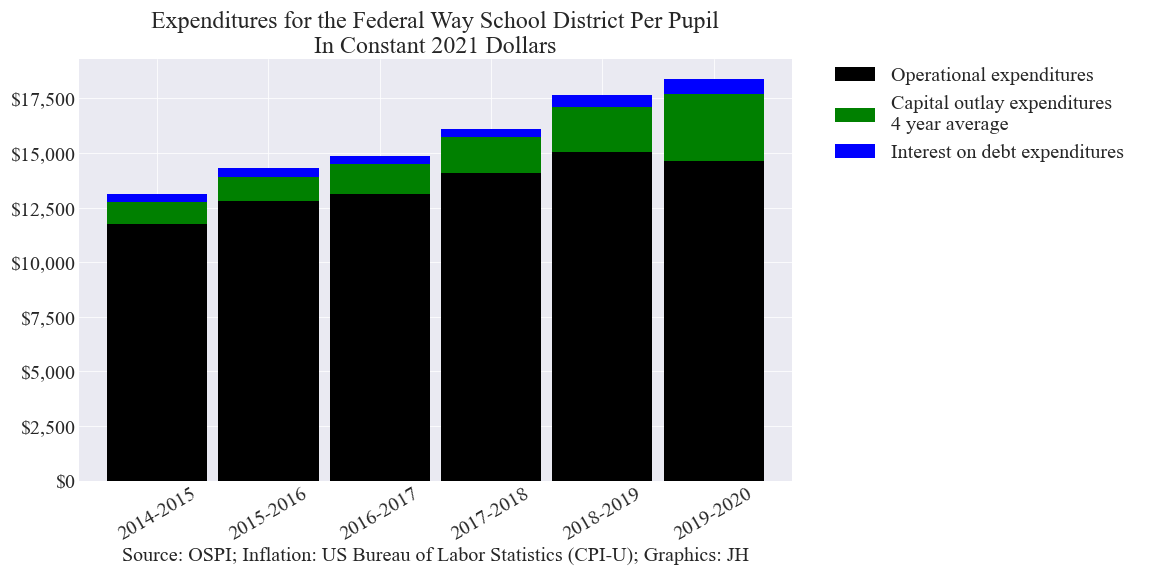 Expenditures for the Federal Way School District Per Pupil
In Constant 2021 Dollars
Operational expenditures
Capital outlay expenditures
4 year average
Interest on debt expenditures
$17,500
$15,000
$12,500
$10,000
$7,500
$5,000
$2,500
$0
2014-2015
2015-2016
2016-2017
2017-2018
2018-2019
2019-2020
Source: OSPI; Inflation: US Bureau of Labor Statistics (CPI-U); Graphics: JH